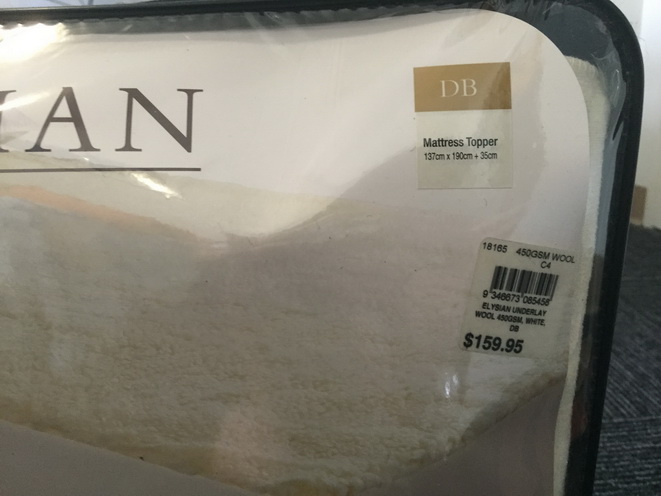 IAN
DB
Mattress Topper
137cm x 190cm + 35cm
18165 450GSM WOOL
C4
9 346673 085456
ELYSIAN UNDERLAY
WOOL 450GSM, WHITE,
DB
$159.95